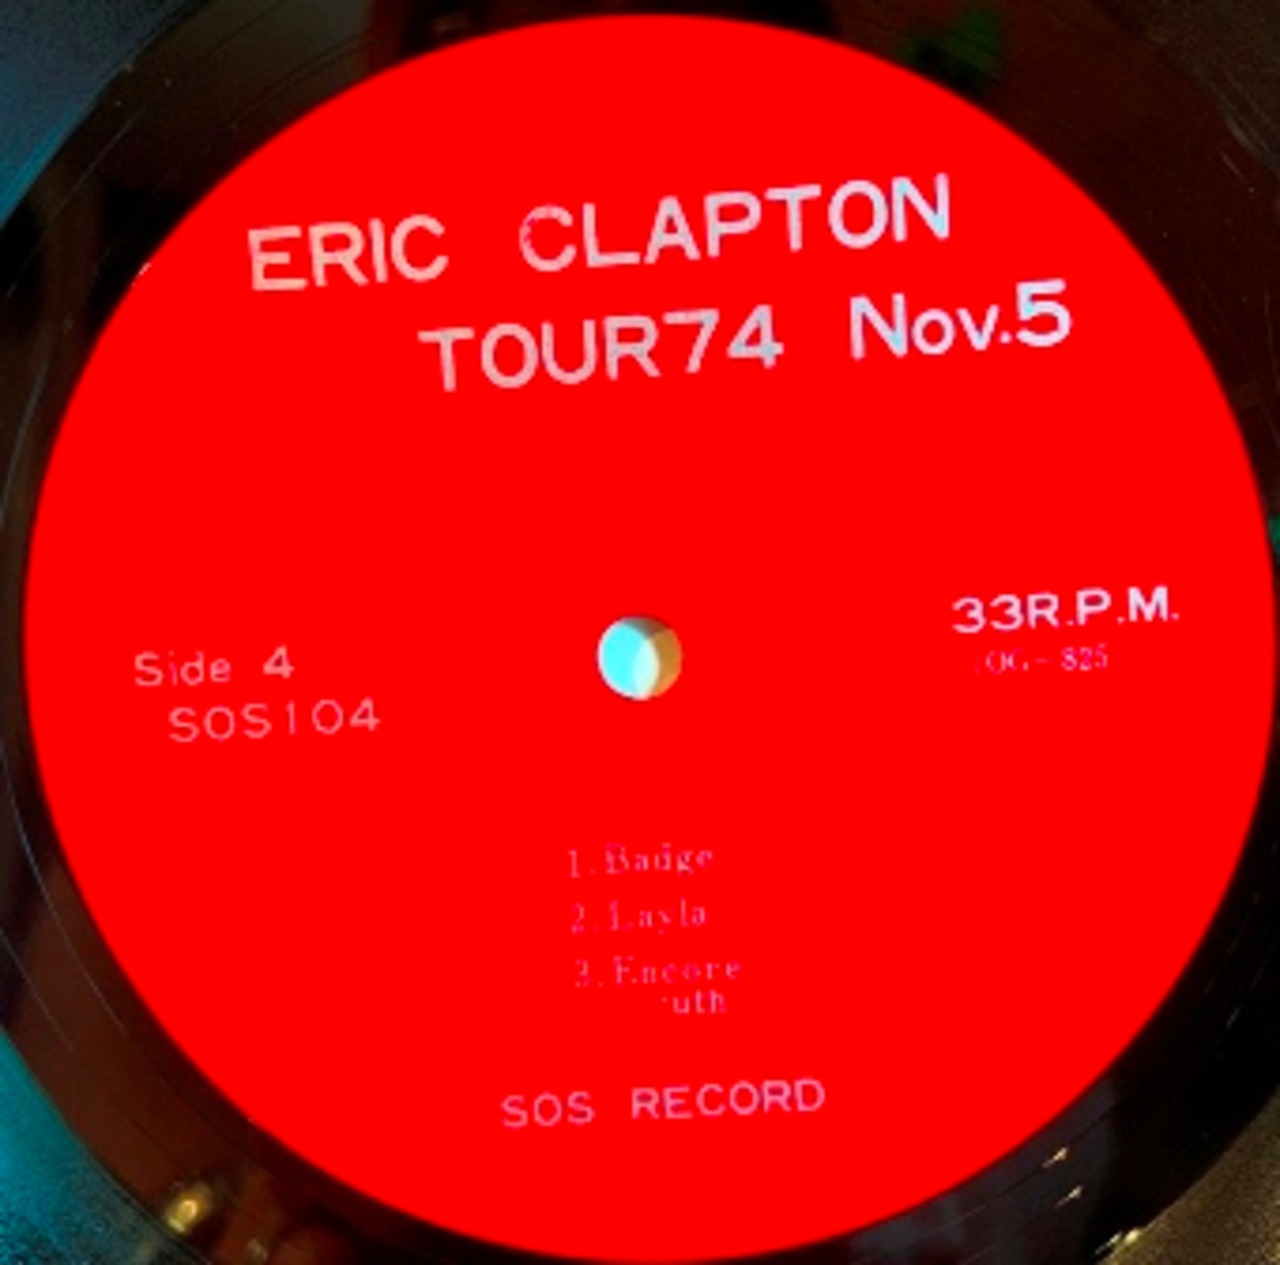 ERIC CLAPTON
TOUR74 Nov.5
33R.P.M.
Side 4
SOS104
1.Badge
2.Layla
3.Encore
SOS RECORD